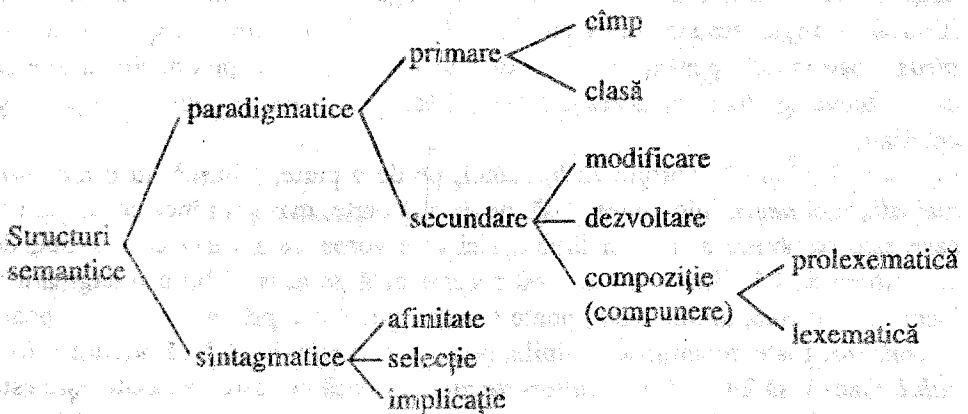 cîmp
primare
clasă
paradigmatice
modificare
secundare
dezvoltare
Structuri
semantice
compoziţie
(compunere)
prolexematică
lexematică
afinitate
sintagmatice
selecţie
implicaţie